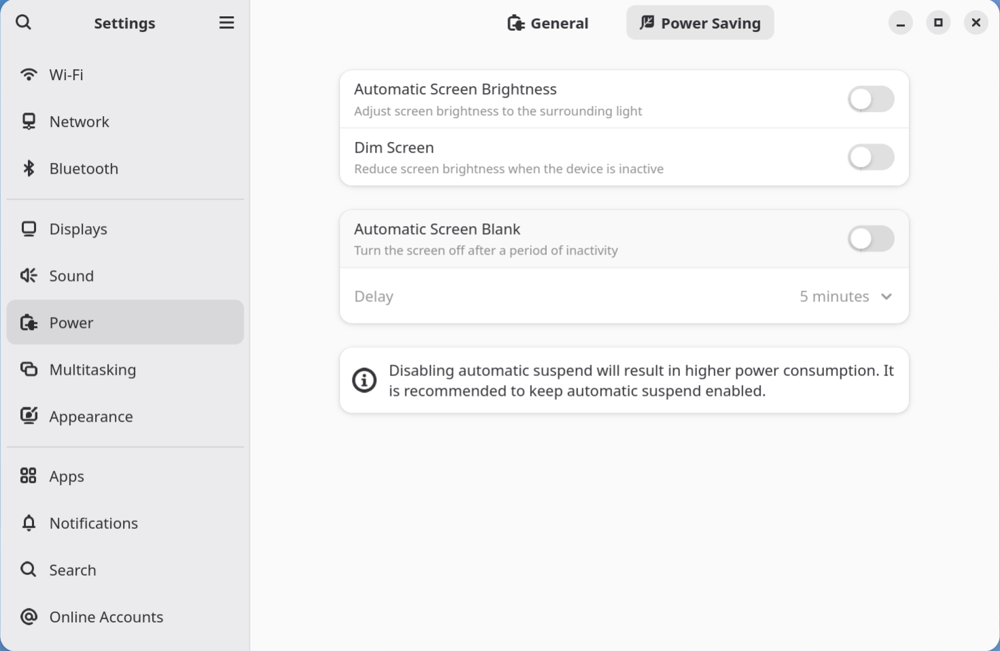 Settings
General
Power Saving
Wi-Fi
Network
Bluetooth
Displays
Sound
Power
Multitasking
Appearance
Apps
Notifications
Search
Online Accounts
Automatic Screen Brightness
Adjust screen brightness to the surrounding light
Dim Screen
Reduce screen brightness when the device is inactive
Automatic Screen Blank
Turn the screen off after a period of inactivity
Delay
5 minutes
Disabling automatic suspend will result in higher power consumption. It
is recommended to keep automatic suspend enabled.